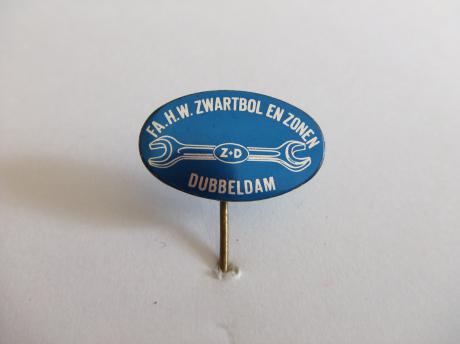 FA. H.W. ZWARTBOL EN ZONEN
Z+D
DUBBELDAM